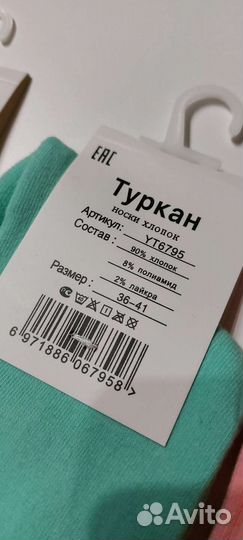 EAC
Туркан
носки хлопок
Артикул: YT6795
Состав : 90% хлопок
8% полиамид
2% лайкра
Размер : 36-41
6 971886 067958 >
Avito